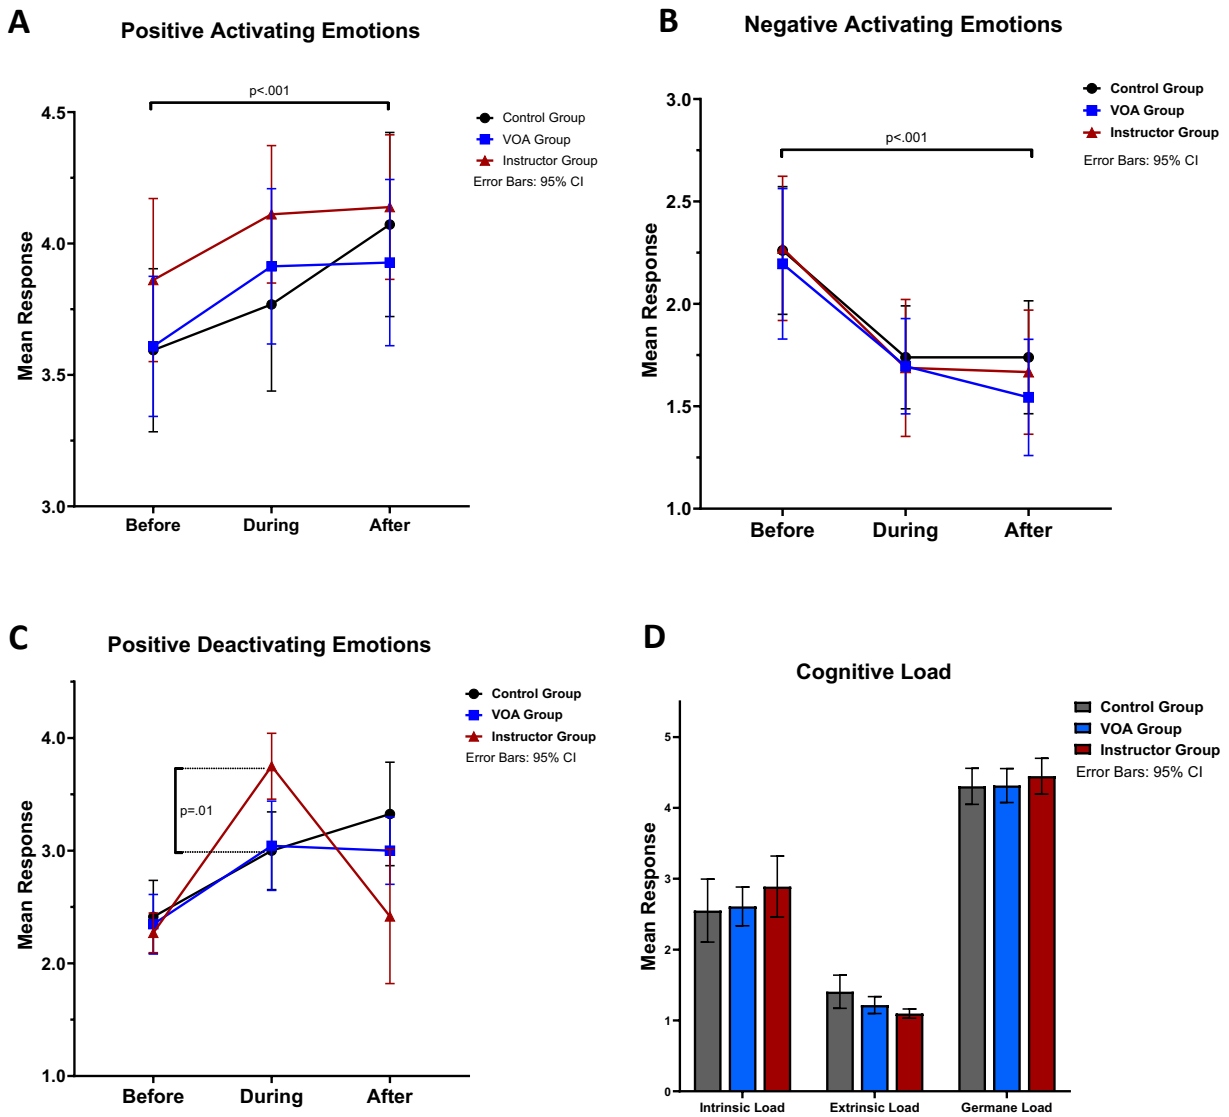 A
Positive Activating Emotions
p<.001
Control Group
VOA Group
Instructor Group
Error Bars: 95% CI
Mean Response
4.5
4.0
3.5
3.0
Before During After
B
Negative Activating Emotions
p<.001
Control Group
VOA Group
Instructor Group
Error Bars: 95% CI
Mean Response
3.0
2.5
2.0
1.5
1.0
Before During After
C
Positive Deactivating Emotions
Control Group
VOA Group
Instructor Group
Error Bars: 95% CI
p=.01
Mean Response
4.0
3.0
2.0
1.0
Before During After
D
Cognitive Load
Control Group
VOA Group
Instructor Group
Error Bars: 95% CI
Mean Response
5
4
3
2
1
0
Intrinsic Load Extrinsic Load Germane Load